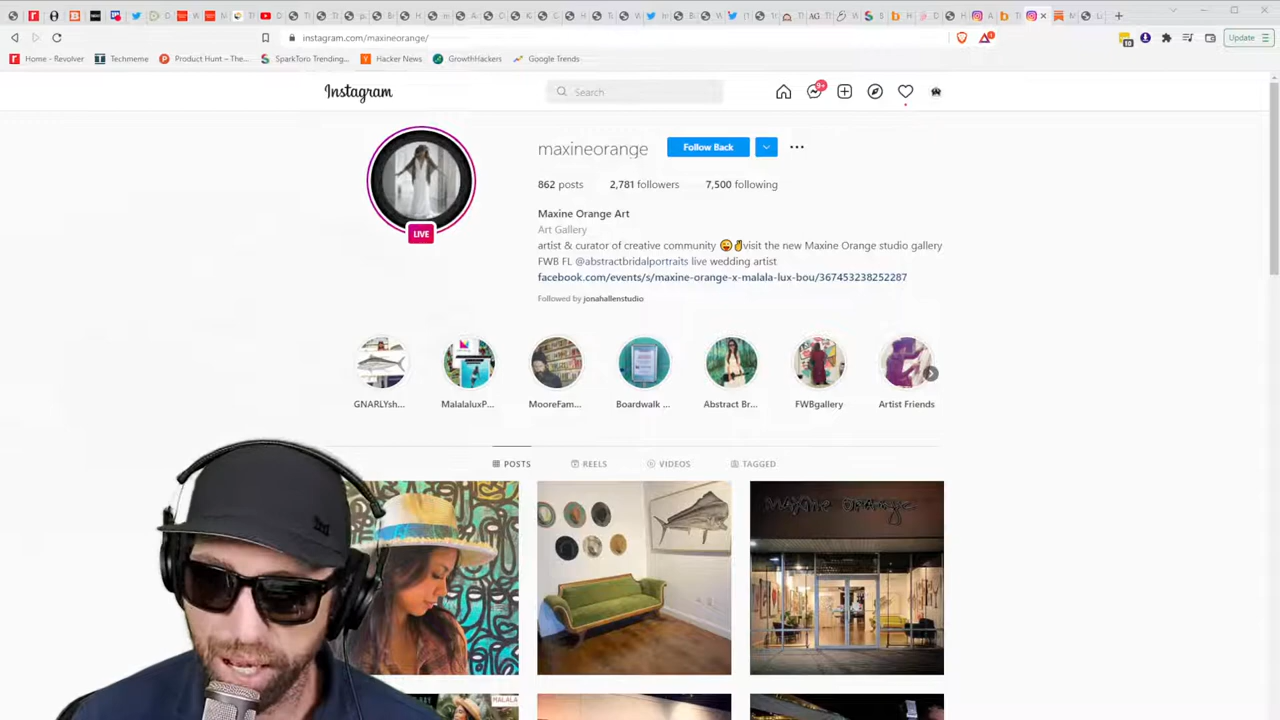 instagram.com/maxineorange/
Update
Home - Revolver
Techmeme
Product Hunt – The...
SparkToro Trending...
Hacker News
GrowthHackers
Google Trends
Instagram
Search
9+
maxineorange
Follow Back
862 posts
2,781 followers
7,500 following
Maxine Orange Art
Art Gallery
artist & curator of creative community 😜✌️visit the new Maxine Orange studio gallery
FWB FL @abstractbridalportraits live wedding artist
facebook.com/events/s/maxine-orange-x-malala-lux-bou/367453238252287
Followed by jonahallenstudio
LIVE
GNARLYsh...
MalalaluxP...
MooreFam...
Boardwalk ...
Abstract Br...
FWBgallery
Artist Friends
POSTS
REELS
VIDEOS
TAGGED
maxine orange
MALALA